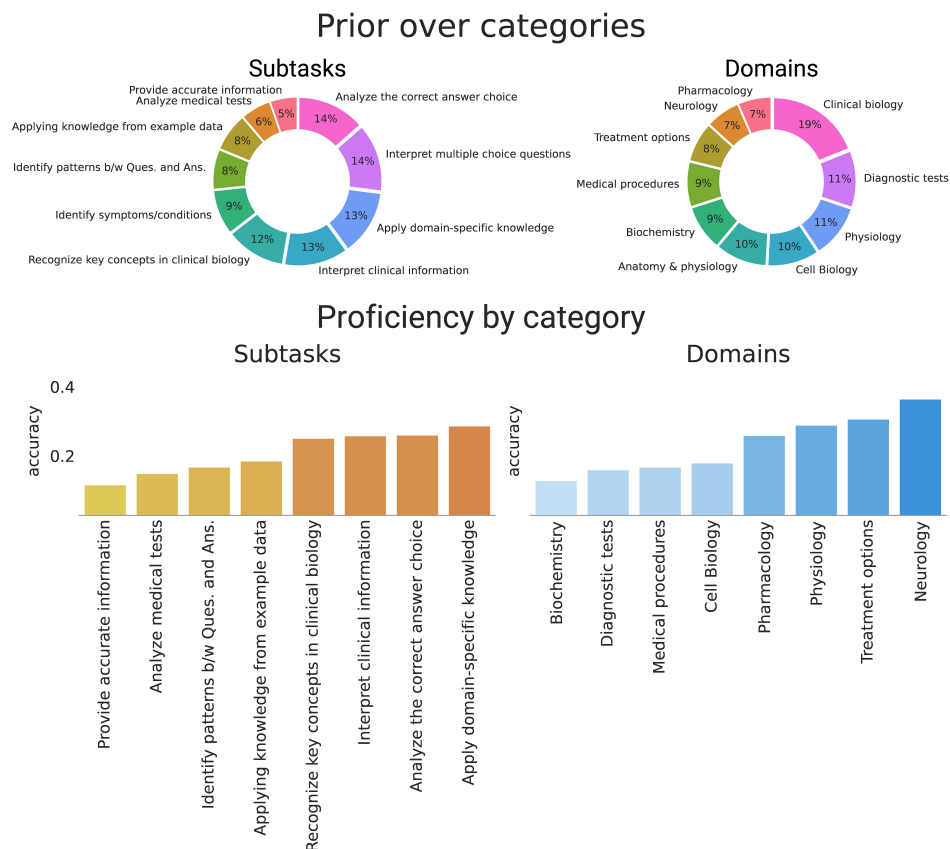 Prior over categories
Subtasks
Provide accurate information
Analyze medical tests
Applying knowledge from example data
Identify patterns b/w Ques. and Ans.
Identify symptoms/conditions
Recognize key concepts in clinical biology
Interpret clinical information
Apply domain-specific knowledge
Interpret multiple choice questions
Analyze the correct answer choice
5%
6%
8%
8%
9%
12%
13%
13%
14%
14%
Domains
Pharmacology
Neurology
Treatment options
Medical procedures
Biochemistry
Anatomy & physiology
Cell Biology
Physiology
Diagnostic tests
Clinical biology
7%
7%
8%
9%
9%
10%
10%
11%
11%
19%
Proficiency by category
Subtasks
accuracy
0.4
0.2
Provide accurate information
Analyze medical tests
Identify patterns b/w Ques. and Ans.
Applying knowledge from example data
Recognize key concepts in clinical biology
Interpret clinical information
Analyze the correct answer choice
Apply domain-specific knowledge
Domains
accuracy
Biochemistry
Diagnostic tests
Medical procedures
Cell Biology
Pharmacology
Physiology
Treatment options
Neurology